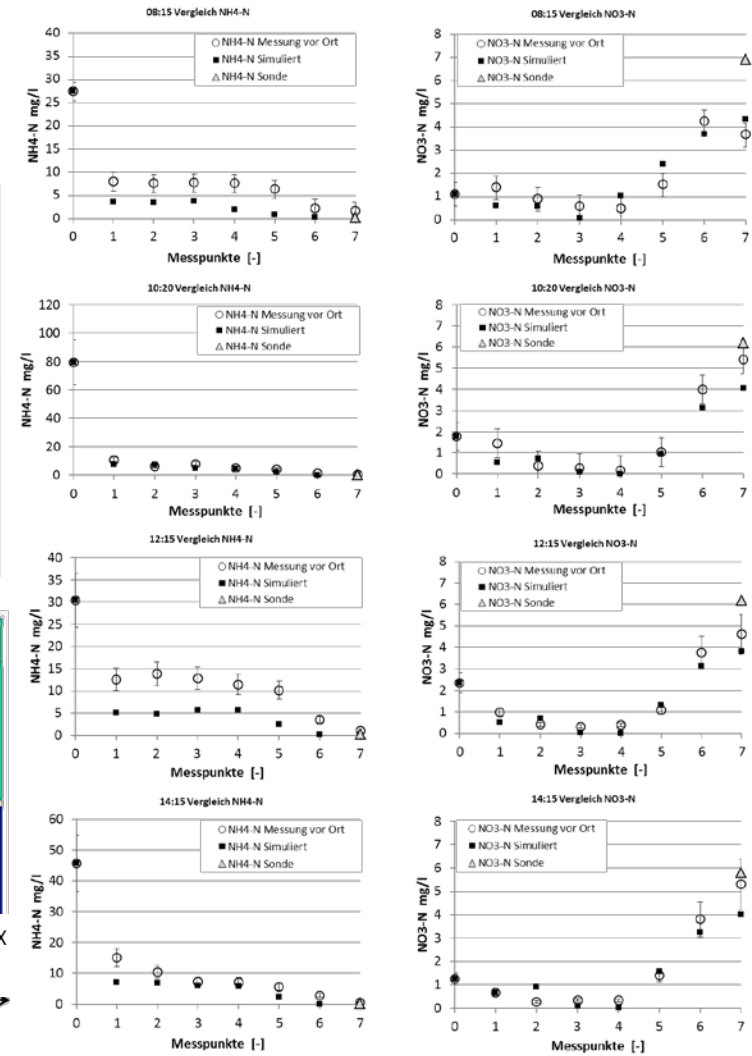 08:15 Vergleich NH4-N
NH4-N mg/l
40
35
30
25
20
15
10
5
0
NH4-N Messung vor Ort
NH4-N Simuliert
NH4-N Sonde
0 1 2 3 4 5 6 7
Messpunkte [-]
08:15 Vergleich NO3-N
NO3-N mg/l
8
7
6
5
4
3
2
1
0
NO3-N Messung vor Ort
NO3-N Simuliert
NO3-N Sonde
0 1 2 3 4 5 6 7
Messpunkte [-]
10:20 Vergleich NH4-N
NH4-N mg/l
120
100
80
60
40
20
0
NH4-N Messung vor Ort
NH4-N Simuliert
NH4-N Sonde
0 1 2 3 4 5 6 7
Messpunkte [-]
10:20 Vergleich NO3-N
NO3-N mg/l
8
7
6
5
4
3
2
1
0
NO3-N Messung vor Ort
NO3-N Simuliert
NO3-N Sonde
0 1 2 3 4 5 6 7
Messpunkte [-]
12:15 Vergleich NH4-N
NH4-N mg/l
40
35
30
25
20
15
10
5
0
NH4-N Messung vor Ort
NH4-N Simuliert
NH4-N Sonde
0 1 2 3 4 5 6 7
Messpunkte [-]
12:15 Vergleich NO3-N
NO3-N mg/l
8
7
6
5
4
3
2
1
0
NO3-N Messung vor Ort
NO3-N Simuliert
NO3-N Sonde
0 1 2 3 4 5 6 7
Messpunkte [-]
14:15 Vergleich NH4-N
NH4-N mg/l
60
50
40
30
20
10
0
NH4-N Messung vor Ort
NH4-N Simuliert
NH4-N Sonde
0 1 2 3 4 5 6 7
Messpunkte [-]
14:15 Vergleich NO3-N
NO3-N mg/l
8
7
6
5
4
3
2
1
0
NO3-N Messung vor Ort
NO3-N Simuliert
NO3-N Sonde
0 1 2 3 4 5 6 7
Messpunkte [-]
X